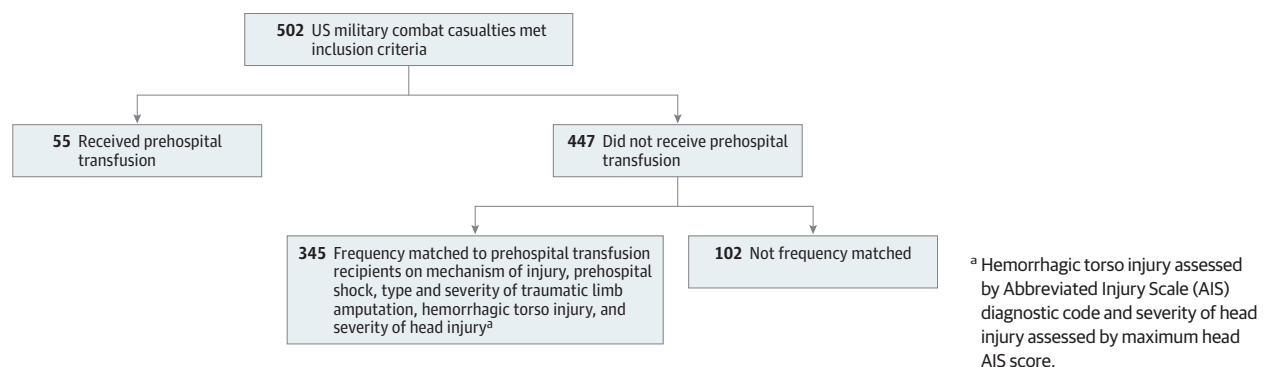 502 US military combat casualties met
inclusion criteria
55 Received prehospital
transfusion
447 Did not receive prehospital
transfusion
345 Frequency matched to prehospital transfusion
recipients on mechanism of injury, prehospital
shock, type and severity of traumatic limb
amputation, hemorrhagic torso injury, and
severity of head injurya
102 Not frequency matched
a Hemorrhagic torso injury assessed
by Abbreviated Injury Scale (AIS)
diagnostic code and severity of head
injury assessed by maximum head
AIS score.